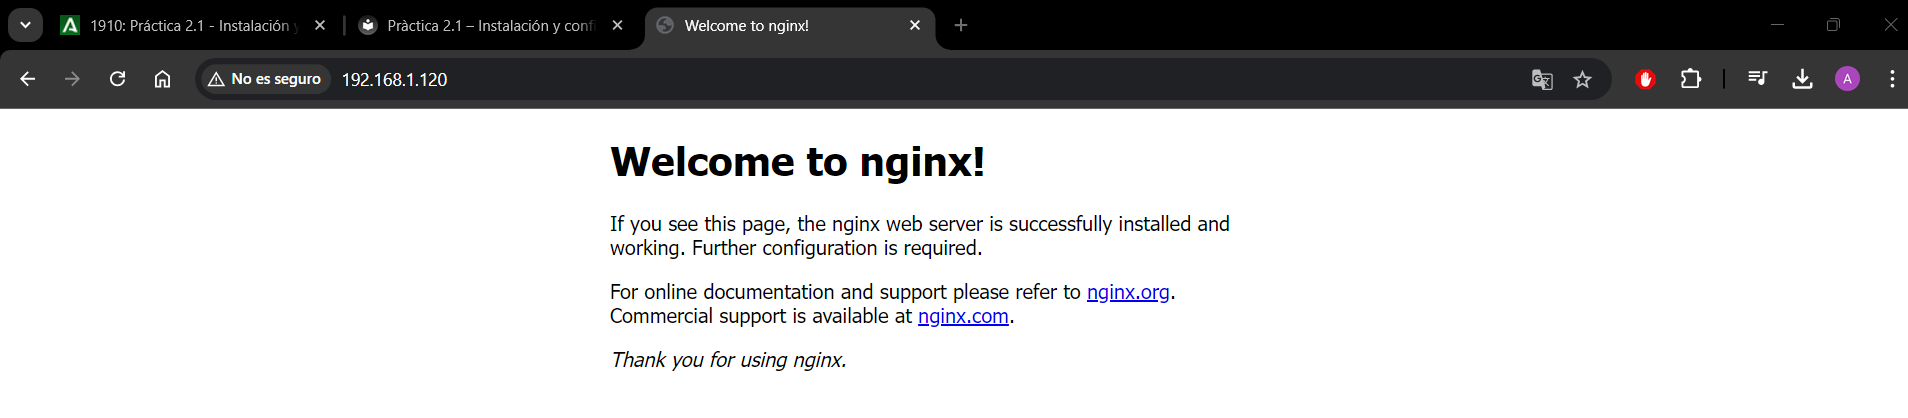 1910: Práctica 2.1 - Instalación y
Pràctica 2.1 – Instalación y confi
Welcome to nginx!
No es seguro
192.168.1.120
A
Welcome to nginx!
If you see this page, the nginx web server is successfully installed and
working. Further configuration is required.
For online documentation and support please refer to nginx.org.
Commercial support is available at nginx.com.
Thank you for using nginx.